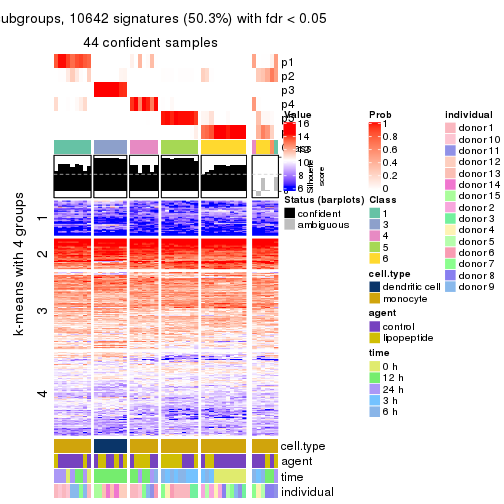 ubgroups, 10642 signatures (50.3%) with fdr < 0.05
44 confident samples
p1
p2
p3
p4
Value
16
14
12
10
8
6
Silhouette
score
Status (barplots)
confident
ambiguous
k-means with 4 groups
1
2
3
4
cell.type
agent
time
individual
Prob
1
0.8
0.6
0.4
0.2
0
Class
1
3
4
5
6
cell.type
dendritic cell
monocyte
agent
control
lipopeptide
time
0 h
12 h
24 h
3 h
6 h
individual
donor1
donor10
donor11
donor12
donor13
donor14
donor15
donor2
donor3
donor4
donor5
donor6
donor7
donor8
donor9